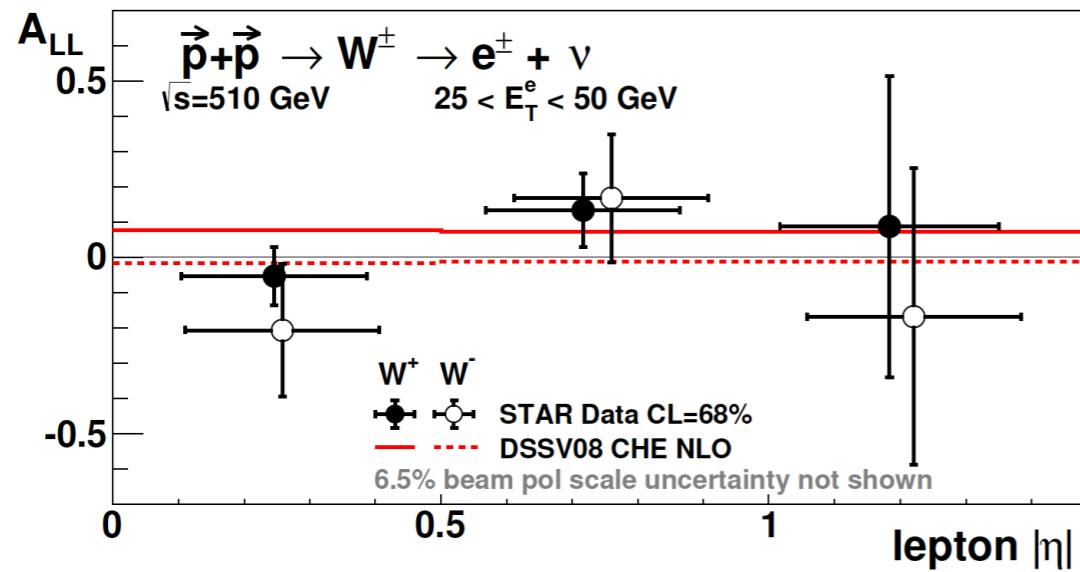 A_LL
p⃗+p⃗ → W^± → e^± + ν
√s=510 GeV
25 < E_T^e < 50 GeV
0.5
0
-0.5
W^+ W^-
STAR Data CL=68%
DSSV08 CHE NLO
6.5% beam pol scale uncertainty not shown
0 0.5 1
lepton |η|